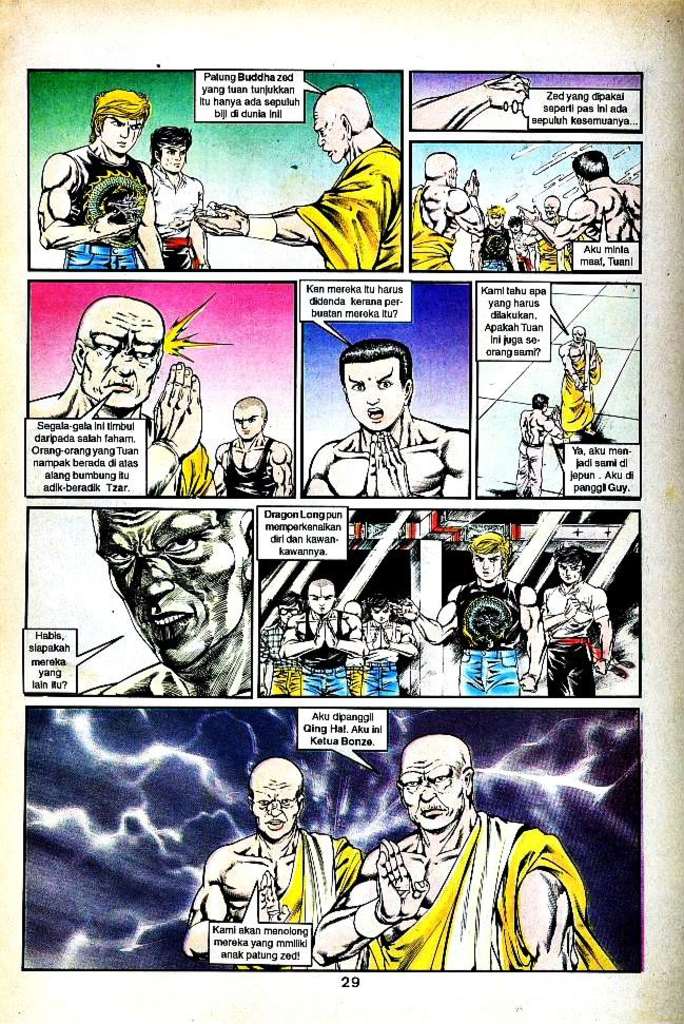 Palung Buddha zed
yang tuan tunjukkan
itu hanya ada sepuluh
biji di dunia ini!
Zed yang dipakai
seperti pas ini ada
sepuluh kesemuanya...
Aku minta
maaf, Tuan!
Segala-gala ini timbul
daripada salah faham.
Orang-orang yang Tuan
nampak berada di atas
alang bumbung itu
adik-beradik Tzar.
Ken mereka itu harus
didenda kerana per-
buatan mereka itu?
Kami tahu apa
yang harus
dilakukan.
Apakah Tuan
ini juga se-
orang sami?
Ya, aku men-
jadi sami di
jepun . Aku di
panggil Guy.
Habis,
siapakah
mereka
yang
lain itu?
Dragon Long pun
memperkenalkan
diri dan kawan-
kawannya.
Aku dipanggil
Qing Hai. Aku ini
Ketua Bonze.
Kami akan menolong
mereka yang mmiliki
anak patung zed!
29